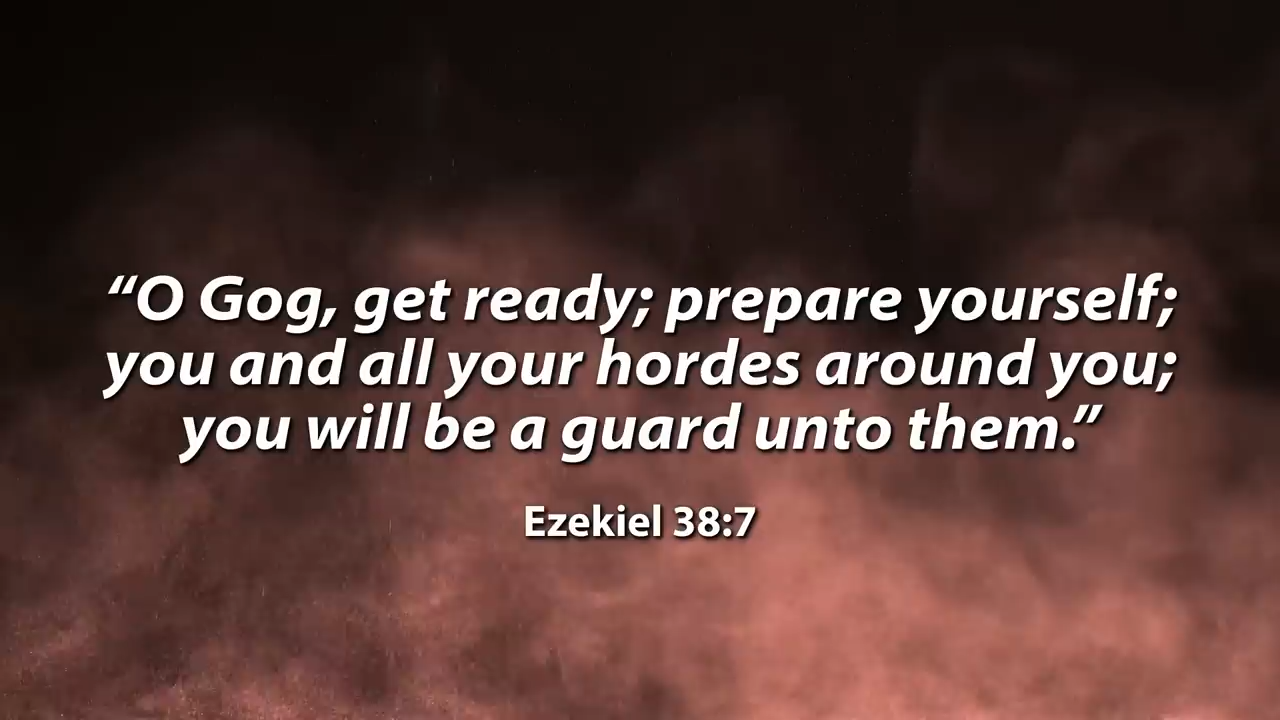 “O Gog, get ready; prepare yourself;
you and all your hordes around you;
you will be a guard unto them.”
Ezekiel 38:7